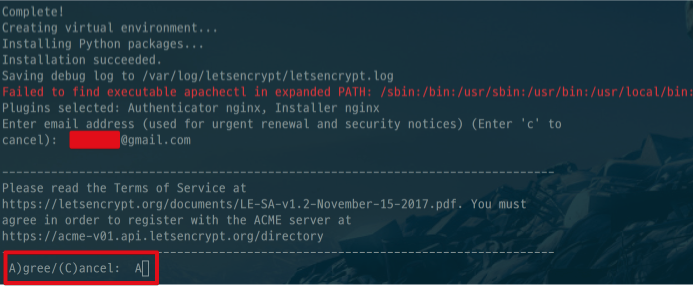 Complete!
Creating virtual environment...
Installing Python packages...
Installation succeeded.
Saving debug log to /var/log/letsencrypt/letsencrypt.log
Failed to find executable apachectl in expanded PATH: /sbin:/bin:/usr/sbin:/usr/bin:/usr/local/bin:
Plugins selected: Authenticator nginx, Installer nginx
Enter email address (used for urgent renewal and security notices) (Enter 'c' to
cancel): @gmail.com
-------------------------------------------------------------------------------
Please read the Terms of Service at
https://letsencrypt.org/documents/LE-SA-v1.2-November-15-2017.pdf. You must
agree in order to register with the ACME server at
https://acme-v01.api.letsencrypt.org/directory
-------------------------------------------------------------------------------
A)gree/(C)ancel: A